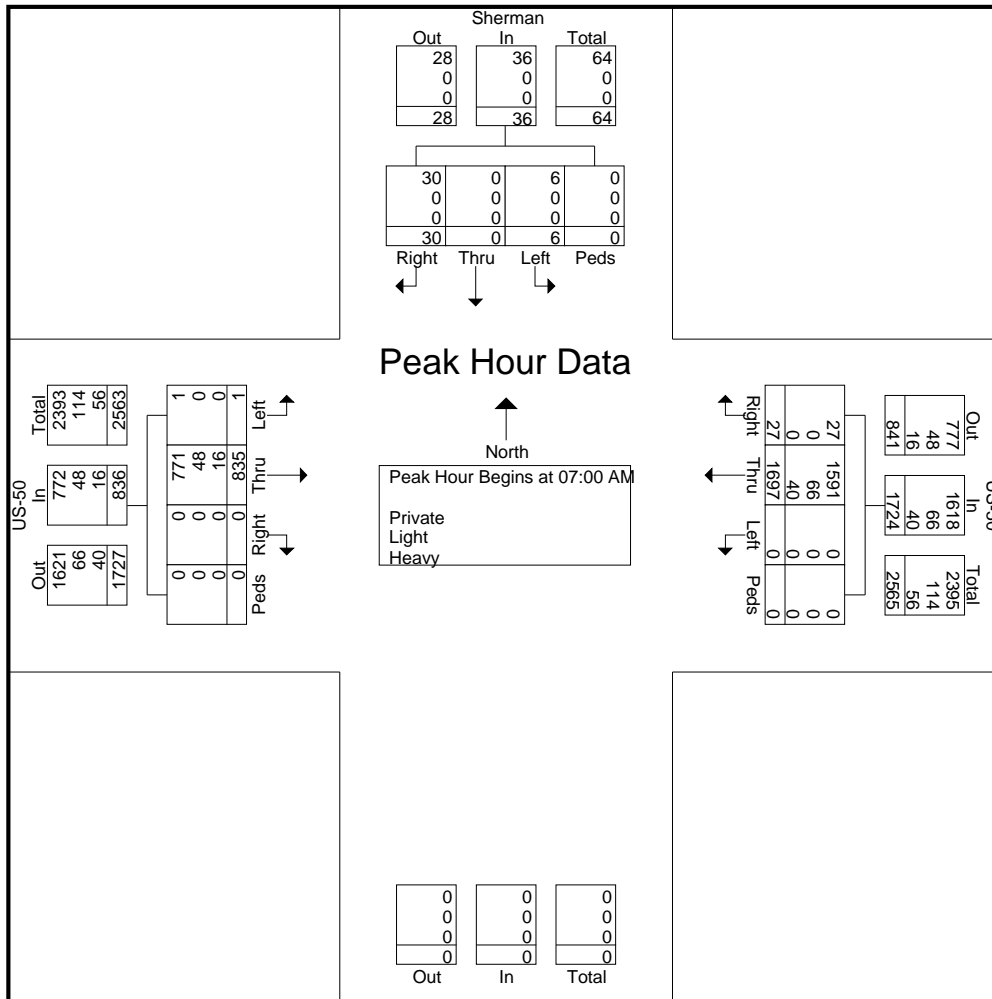 Sherman
Out In Total
28 36 64
0 0 0
0 0 0
28 36 64
30 0 6 0
0 0 0 0
0 0 0 0
30 0 6 0
Right Thru Left Peds
Peak Hour Data
North
Peak Hour Begins at 07:00 AM
Private
Light
Heavy
US-50
Out In Total
1621 772 2393
66 48 114
40 16 56
1727 836 2563
0 0 771 1
0 0 48 0
0 0 16 0
0 0 835 1
Peds Right Thru Left
US-50
Out In Total
777 1618 2395
48 66 114
16 40 56
841 1724 2565
27 1591 0 0
0 66 0 0
0 40 0 0
27 1697 0 0
Right Thru Left Peds
0 0 0
0 0 0
0 0 0
0 0 0
Out In Total